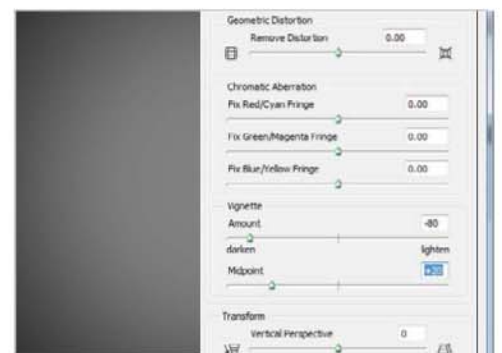 Geometric Distortion
Remove Distortion 0.00
Chromatic Aberration
Fix Red/Cyan Fringe 0.00
Fix Green/Magenta Fringe 0.00
Fix Blue/Yellow Fringe 0.00
Vignette
Amount -80
darken lighten
Midpoint +20
Transform
Vertical Perspective 0